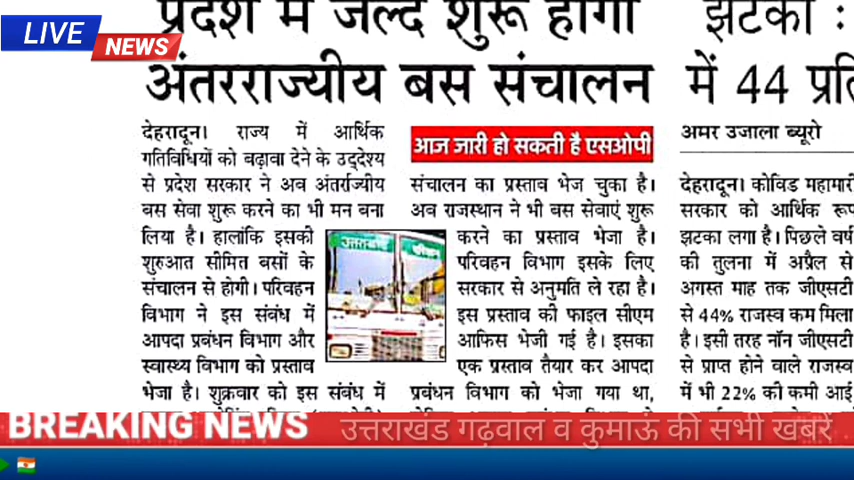 LIVE
NEWS
प्रदेश में जल्द शुरू होगा
अंतरराज्यीय बस संचालन
देहरादून। राज्य में आर्थिक
गतिविधियों को बढ़ावा देने के उद्देश्य
से प्रदेश सरकार ने अब अंतर्राज्यीय
बस सेवा शुरू करने का भी मन बना
लिया है। हालांकि इसकी
शुरुआत सीमित बसों के
संचालन से होगी। परिवहन
विभाग ने इस संबंध में
आपदा प्रबंधन विभाग और
स्वास्थ्य विभाग को प्रस्ताव
भेजा है। शुक्रवार को इस संबंध में
आज जारी हो सकती है एसओपी
संचालन का प्रस्ताव भेज चुका है।
अब राजस्थान ने भी बस सेवाएं शुरू
करने का प्रस्ताव भेजा है।
परिवहन विभाग इसके लिए
सरकार से अनुमति ले रहा है।
इस प्रस्ताव की फाइल सीएम
आफिस भेजी गई है। इसका
एक प्रस्ताव तैयार कर आपदा
प्रबंधन विभाग को भेजा गया था,
उत्तराखंड परिवहन
झटका :
में 44 प्रति
अमर उजाला ब्यूरो
देहरादून। कोविड महामारी
सरकार को आर्थिक रूप
झटका लगा है। पिछले वर्ष
की तुलना में अप्रैल से
अगस्त माह तक जीएसटी
से 44% राजस्व कम मिला
है। इसी तरह नॉन जीएसटी
से प्राप्त होने वाले राजस्व
में भी 22% की कमी आई
BREAKING NEWS
उत्तराखंड गढ़वाल व कुमाऊं की सभी खबरें